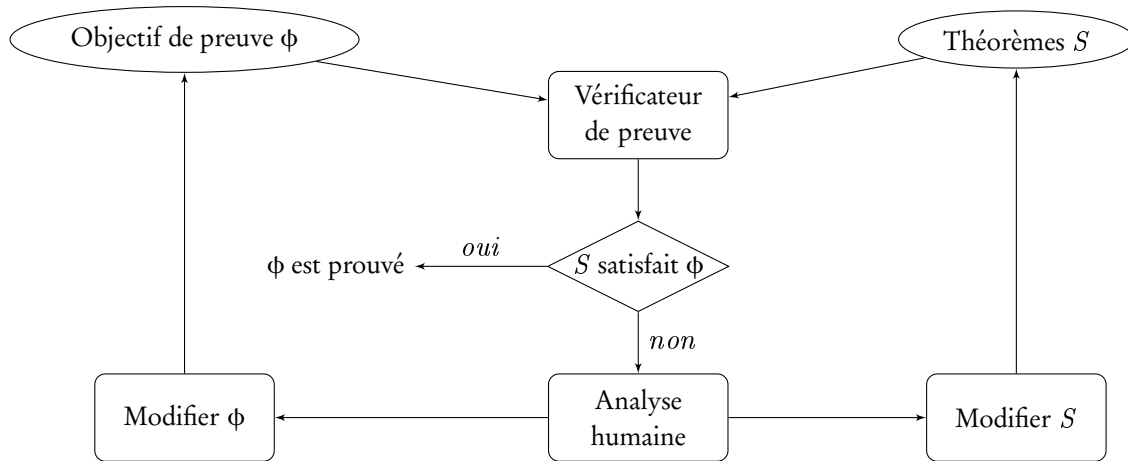 Objectif de preuve ϕ
Théorèmes S
Vérificateur
de preuve
oui
ϕ est prouvé
S satisfait ϕ
non
Modifier ϕ
Analyse
humaine
Modifier S